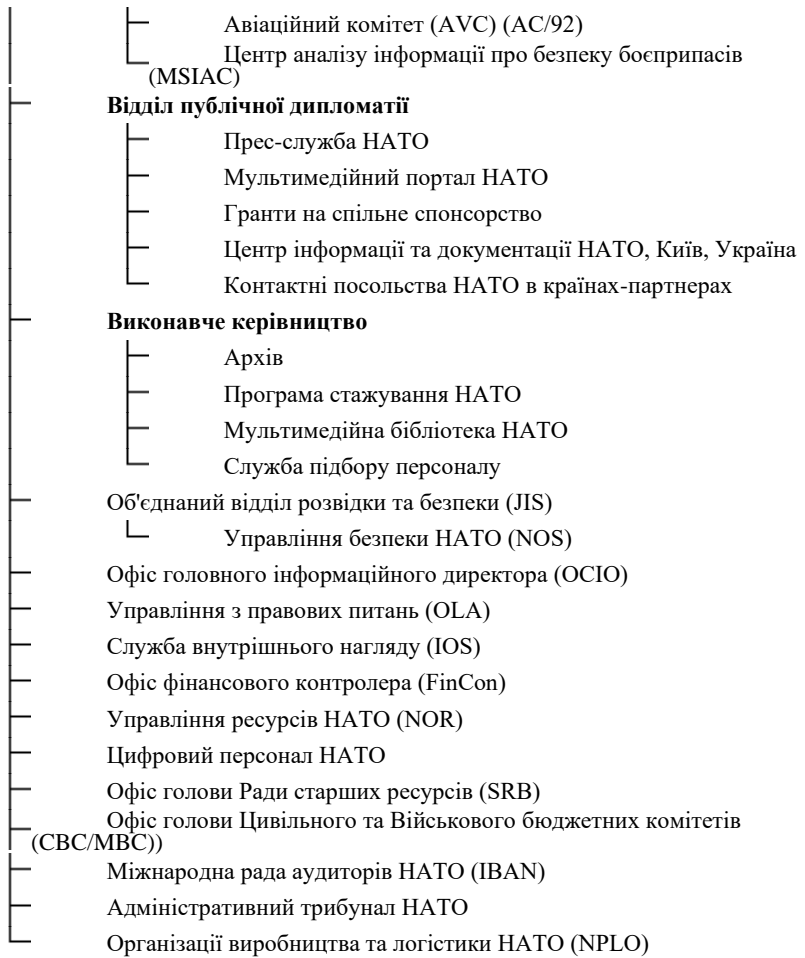 Авіаційний комітет (AVC) (AC/92)
Центр аналізу інформації про безпеку боєприпасів
(MSIAC)
Відділ публічної дипломатії
Прес-служба НАТО
Мультимедійний портал НАТО
Гранти на спільне спонсорство
Центр інформації та документації НАТО, Київ, Україна
Контактні посольства НАТО в країнах-партнерах
Виконавче керівництво
Архів
Програма стажування НАТО
Мультимедійна бібліотека НАТО
Служба підбору персоналу
Об'єднаний відділ розвідки та безпеки (JIS)
Управління безпеки НАТО (NOS)
Офіс головного інформаційного директора (OCIO)
Управління з правових питань (OLA)
Служба внутрішнього нагляду (IOS)
Офіс фінансового контролера (FinCon)
Управління ресурсів НАТО (NOR)
Цифровий персонал НАТО
Офіс голови Ради старших ресурсів (SRB)
Офіс голови Цивільного та Військового бюджетних комітетів
(CBC/MBC))
Міжнародна рада аудиторів НАТО (IBAN)
Адміністративний трибунал НАТО
Організації виробництва та логістики НАТО (NPLO)